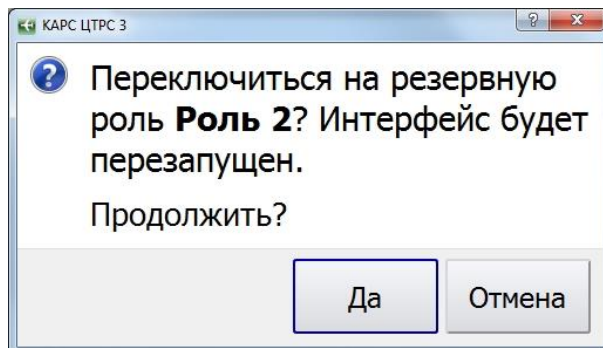 КАРС ЦТРС 3
Переключиться на резервную
роль Роль 2? Интерфейс будет
перезапущен.
Продолжить?
Да
Отмена